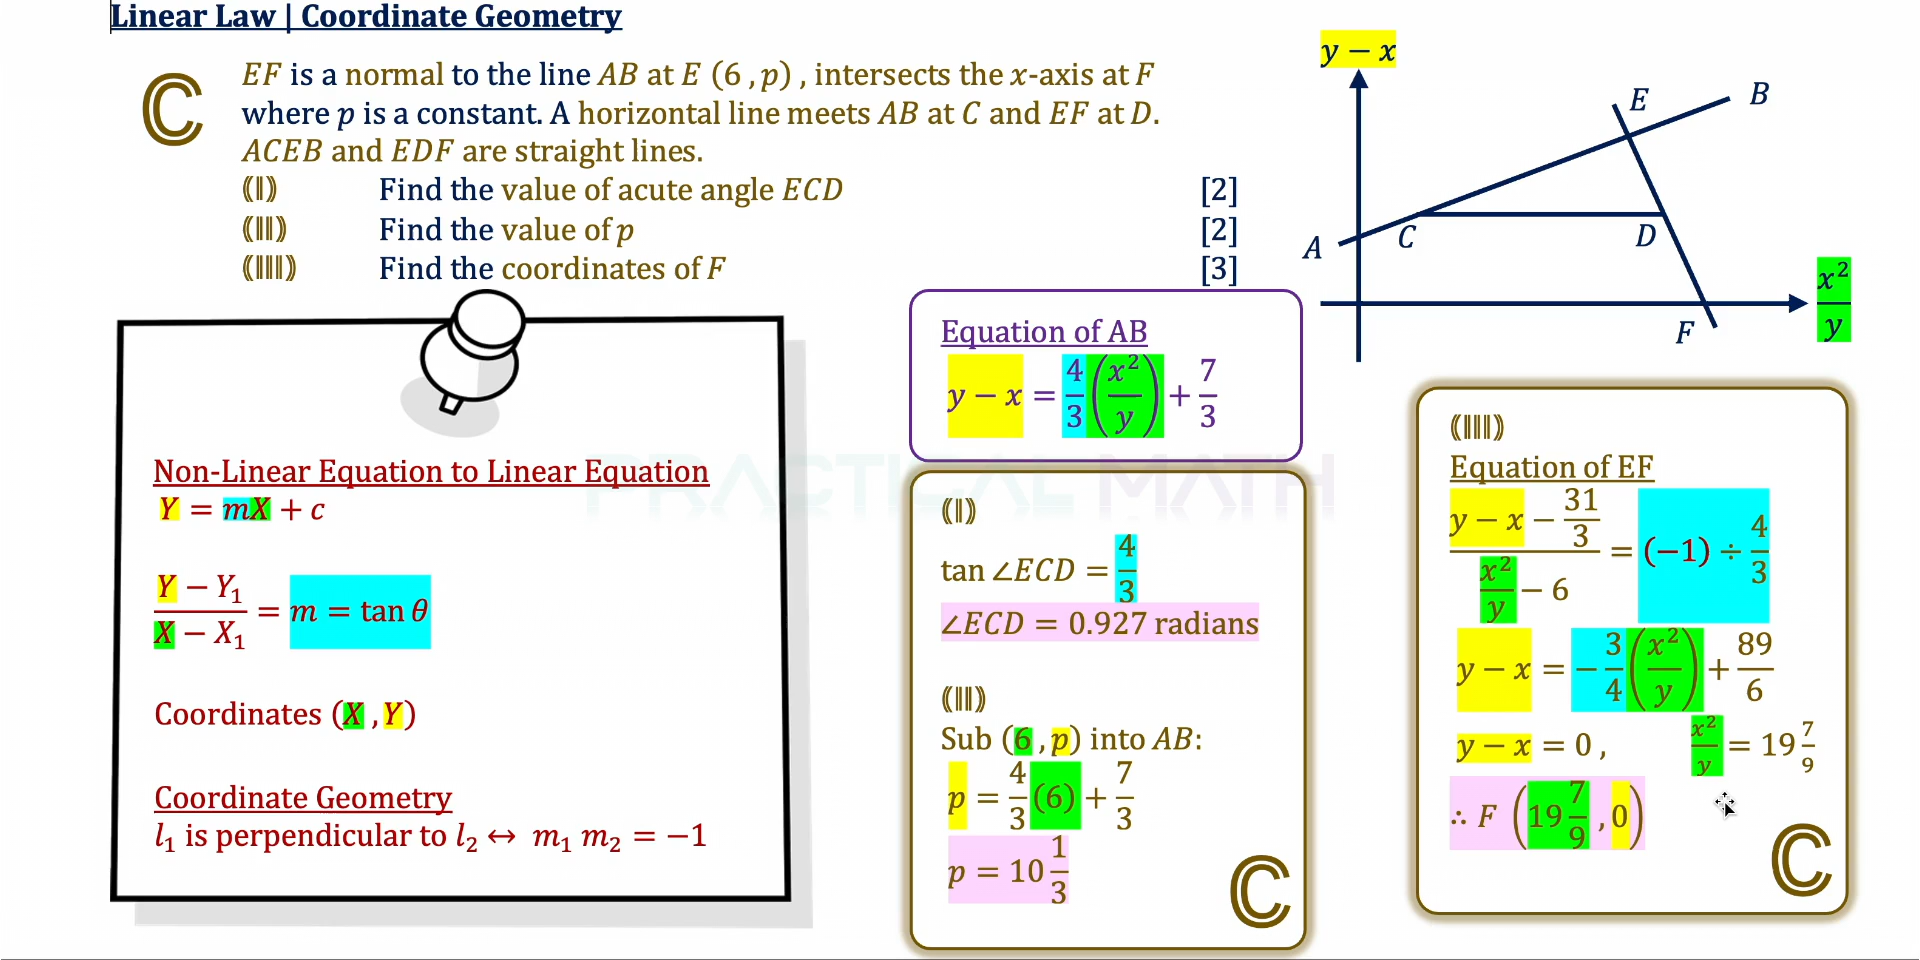 Linear Law | Coordinate Geometry
ℂ
EF is a normal to the line AB at E (6 , p) , intersects the x-axis at F
where p is a constant. A horizontal line meets AB at C and EF at D.
ACEB and EDF are straight lines.
(I) Find the value of acute angle ECD [2]
(II) Find the value of p [2]
(III) Find the coordinates of F [3]
y − x
E
B
A
C
D
F
x²/y
Non-Linear Equation to Linear Equation
Y = mX + c
(Y − Y₁)/(X − X₁) = m = tan θ
Coordinates (X , Y)
Coordinate Geometry
l₁ is perpendicular to l₂ ↔ m₁ m₂ = −1
Equation of AB
y − x = 4/3 (x²/y) + 7/3
PRACTICAL MATH
(I)
tan ∠ECD = 4/3
∠ECD = 0.927 radians
(II)
Sub (6 , p) into AB:
p = 4/3 (6) + 7/3
p = 10 1/3
ℂ
(III)
Equation of EF
(y − x − 31/3)/(x²/y − 6) = (−1) ÷ 4/3
y − x = −3/4 (x²/y) + 89/6
y − x = 0 , x²/y = 19 7/9
∴ F (19 7/9 , 0)
ℂ